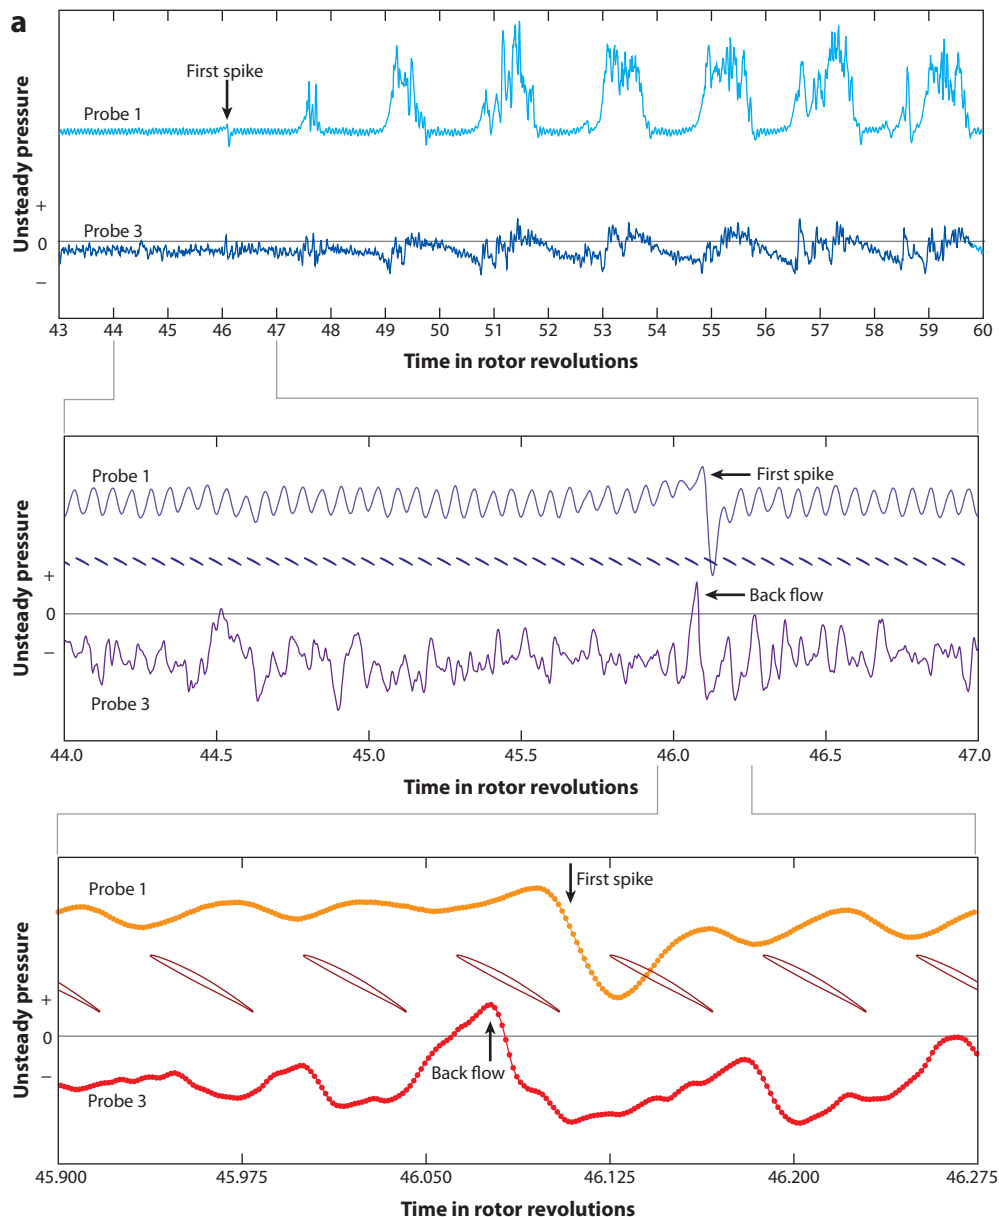 a
Unsteady pressure
First spike
Probe 1
+
Probe 3
0
−
43 44 45 46 47 48 49 50 51 52 53 54 55 56 57 58 59 60
Time in rotor revolutions
Unsteady pressure
Probe 1
First spike
+
Back flow
0
−
Probe 3
44.0 44.5 45.0 45.5 46.0 46.5 47.0
Time in rotor revolutions
Unsteady pressure
Probe 1
First spike
+
0
Back flow
−
Probe 3
45.900 45.975 46.050 46.125 46.200 46.275
Time in rotor revolutions